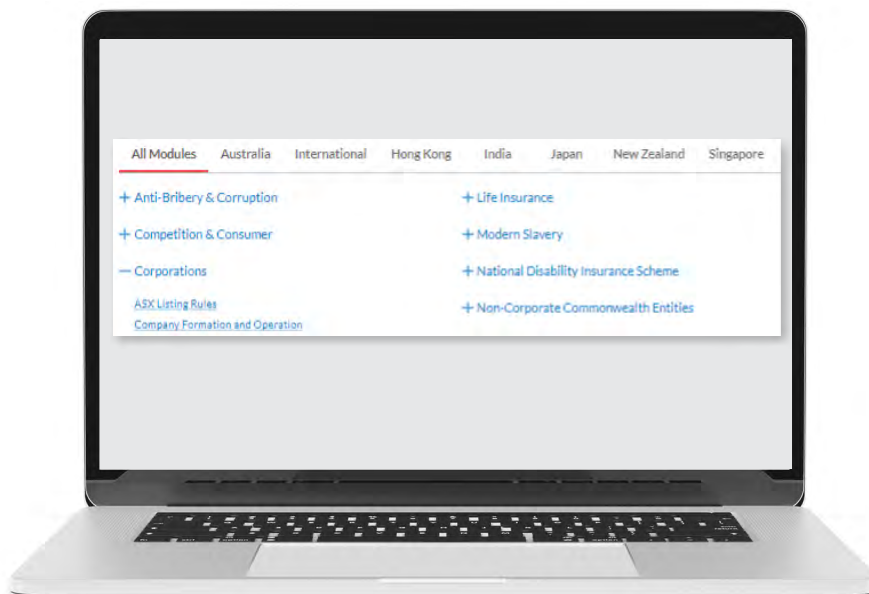 All Modules Australia International Hong Kong India Japan New Zealand Singapore
+ Anti-Bribery & Corruption
+ Competition & Consumer
— Corporations
ASX Listing Rules
Company Formation and Operation
+ Life Insurance
+ Modern Slavery
+ National Disability Insurance Scheme
+ Non-Corporate Commonwealth Entities